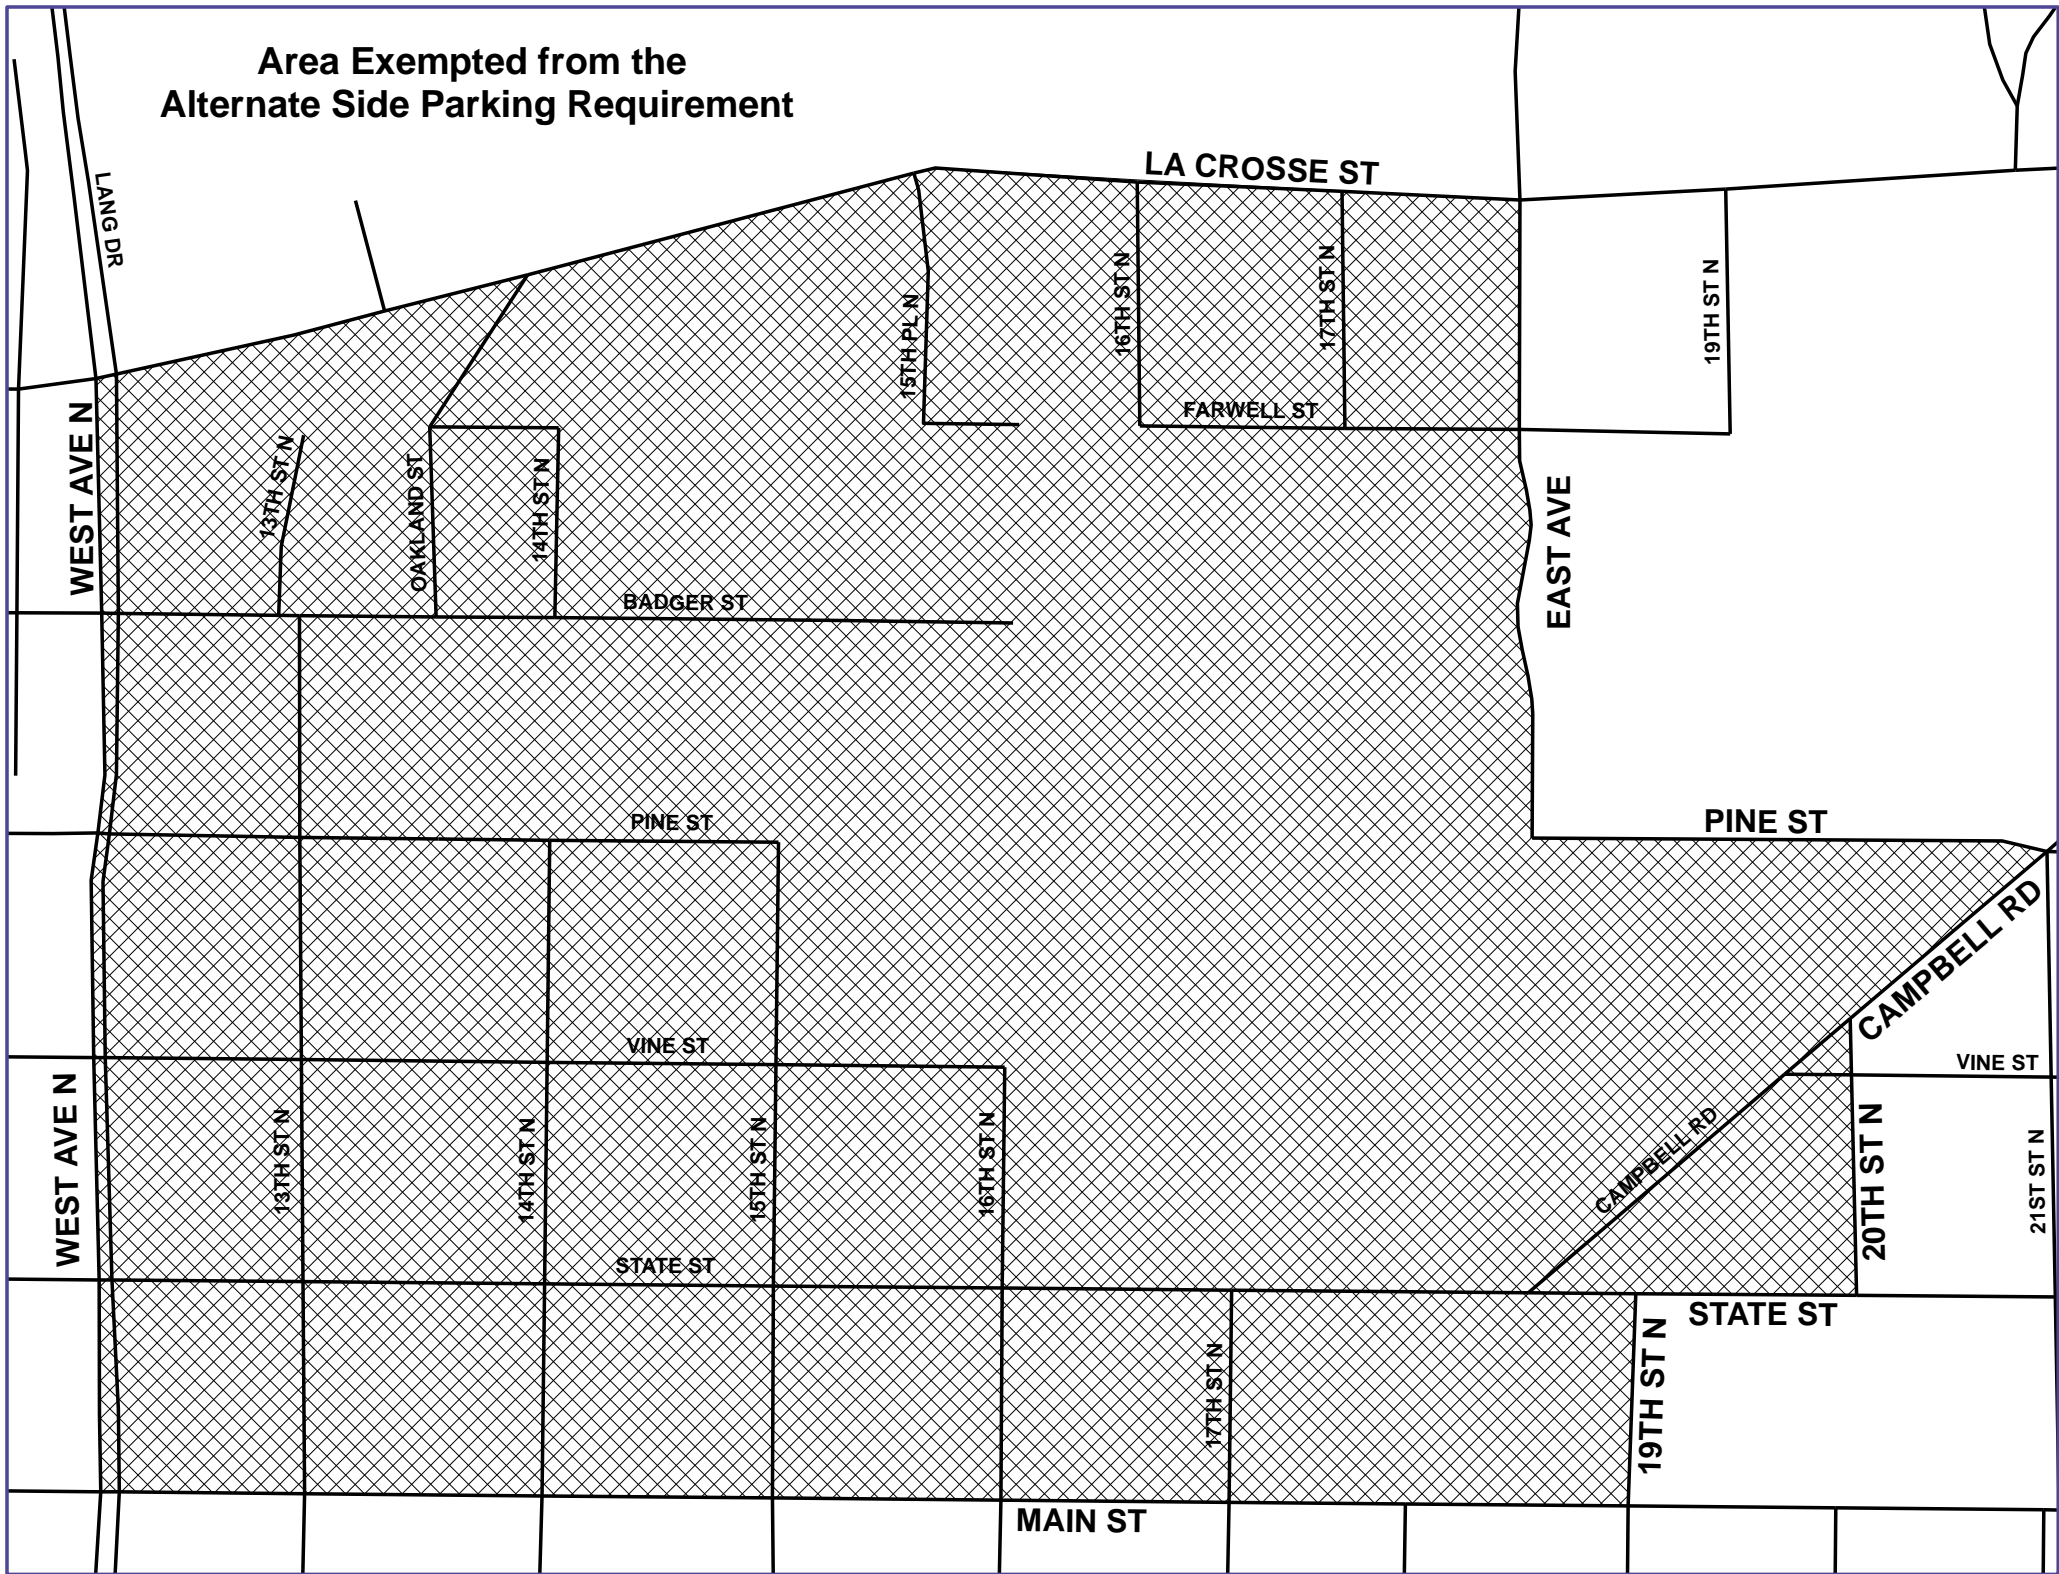 Area Exempted from the
Alternate Side Parking Requirement
LA CROSSE ST
LANG DR
15TH PL N
16TH ST N
17TH ST N
19TH ST N
FARWELL ST
WEST AVE N
13TH ST N
OAKLAND ST
14TH ST N
EAST AVE
BADGER ST
PINE ST
PINE ST
CAMPBELL RD
VINE ST
VINE ST
WEST AVE N
13TH ST N
14TH ST N
15TH ST N
16TH ST N
CAMPBELL RD
20TH ST N
21ST ST N
STATE ST
STATE ST
17TH ST N
19TH ST N
MAIN ST